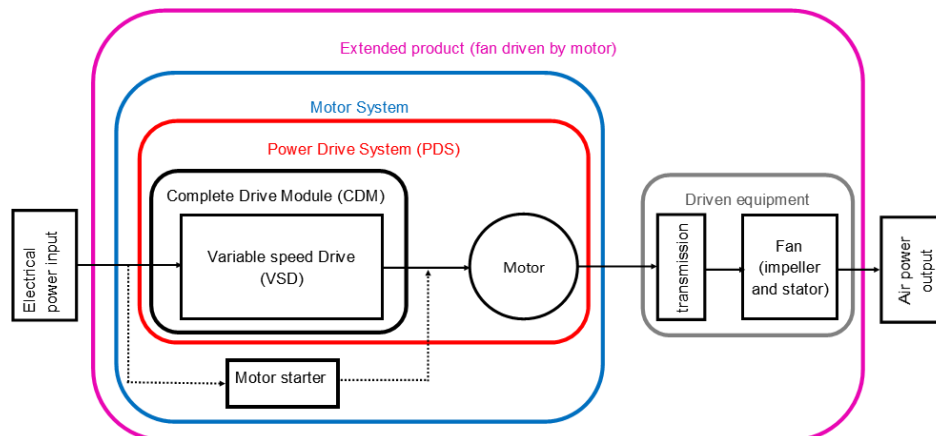 Extended product (fan driven by motor)
Motor System
Power Drive System (PDS)
Complete Drive Module (CDM)
Driven equipment
Electrical
power input
Variable speed Drive
(VSD)
Motor
transmission
Fan
(impeller
and stator)
Air power
output
Motor starter